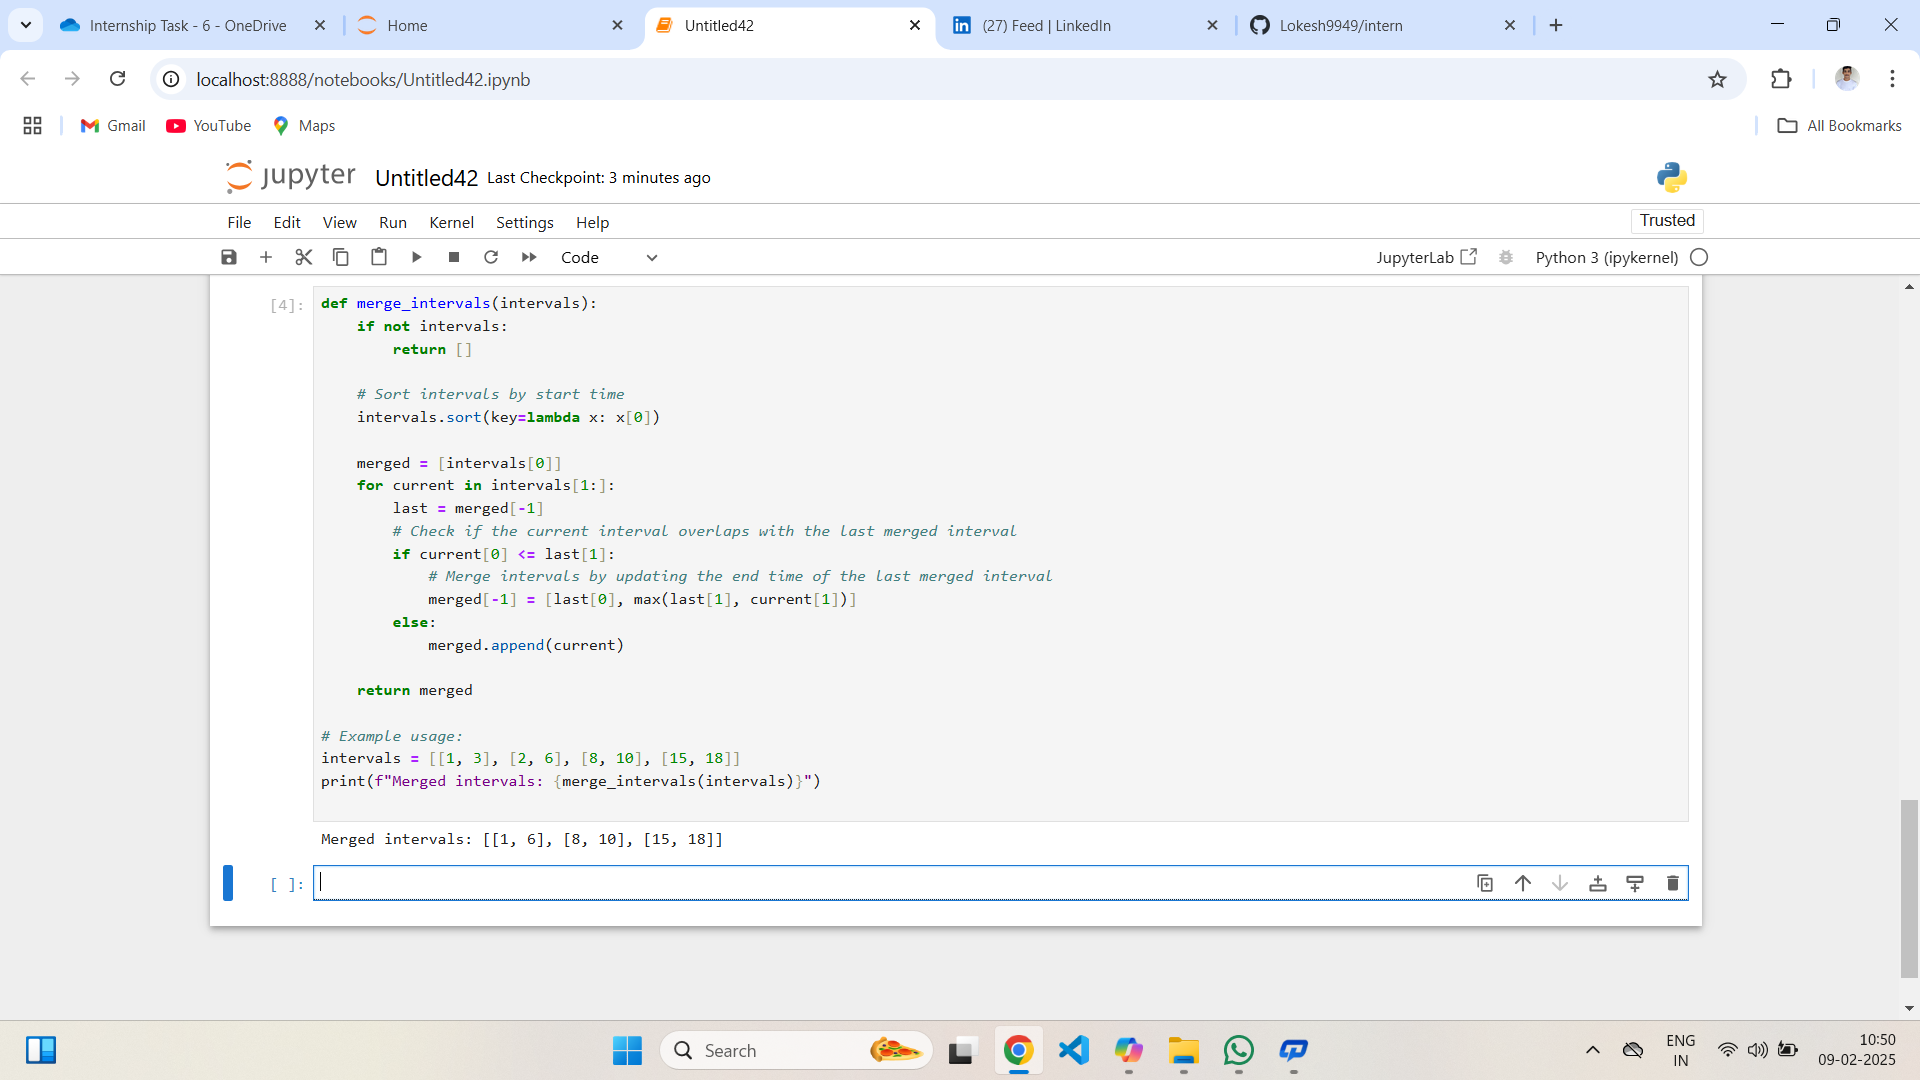 Internship Task - 6 - OneDrive
Home
Untitled42
(27) Feed | LinkedIn
Lokesh9949/intern
localhost:8888/notebooks/Untitled42.ipynb
Gmail
YouTube
Maps
All Bookmarks
jupyter
Untitled42
Last Checkpoint: 3 minutes ago
File Edit View Run Kernel Settings Help
Trusted
Code
JupyterLab
Python 3 (ipykernel)
[4]:
def merge_intervals(intervals):
    if not intervals:
        return []

    # Sort intervals by start time
    intervals.sort(key=lambda x: x[0])

    merged = [intervals[0]]
    for current in intervals[1:]:
        last = merged[-1]
        # Check if the current interval overlaps with the last merged interval
        if current[0] <= last[1]:
            # Merge intervals by updating the end time of the last merged interval
            merged[-1] = [last[0], max(last[1], current[1])]
        else:
            merged.append(current)

    return merged

# Example usage:
intervals = [[1, 3], [2, 6], [8, 10], [15, 18]]
print(f"Merged intervals: {merge_intervals(intervals)}")
Merged intervals: [[1, 6], [8, 10], [15, 18]]
[ ]:
Search
ENG
IN
10:50
09-02-2025